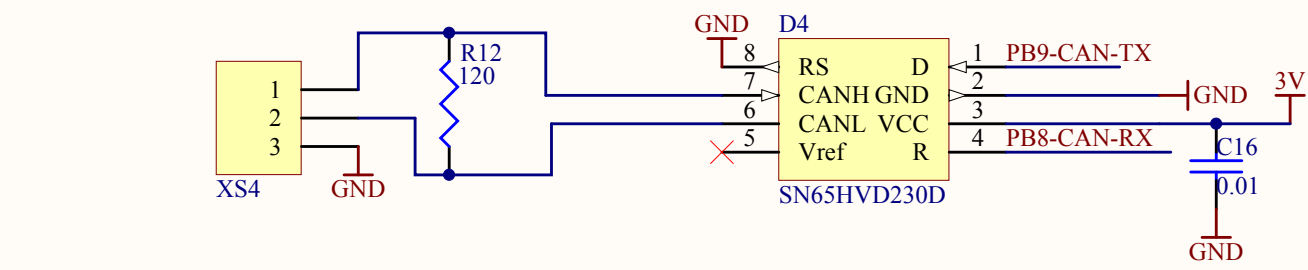 GND D4
R12
120
8 RS D 1 PB9-CAN-TX
7 CANH GND 2 GND
6 CANL VCC 3 3V
5 Vref R 4 PB8-CAN-RX
SN65HVD230D
1
2
3
XS4
GND
C16
0.01
GND